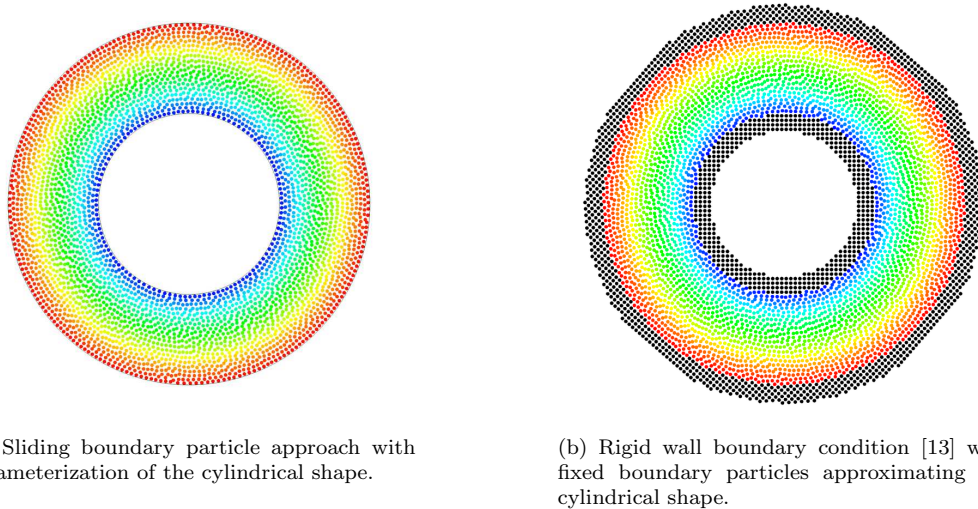 Sliding boundary particle approach with
ameterization of the cylindrical shape.
(b) Rigid wall boundary condition [13] w
fixed boundary particles approximating
cylindrical shape.